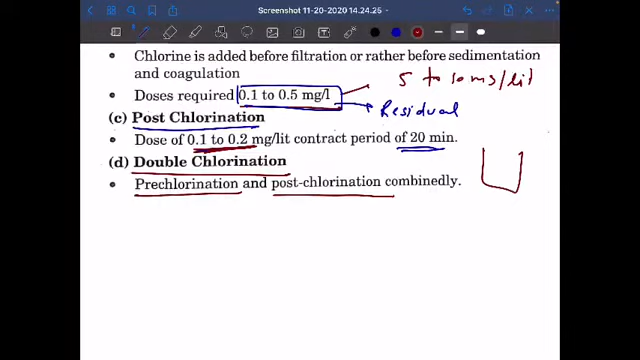 Screenshot 11-20-2020 14.24.25
• Chlorine is added before filtration or rather before sedimentation
and coagulation
5 to 10 mg/lit
• Doses required 0.1 to 0.5 mg/l
Residual
(c) Post Chlorination
• Dose of 0.1 to 0.2 mg/lit contract period of 20 min.
(d) Double Chlorination
• Prechlorination and post-chlorination combinedly.